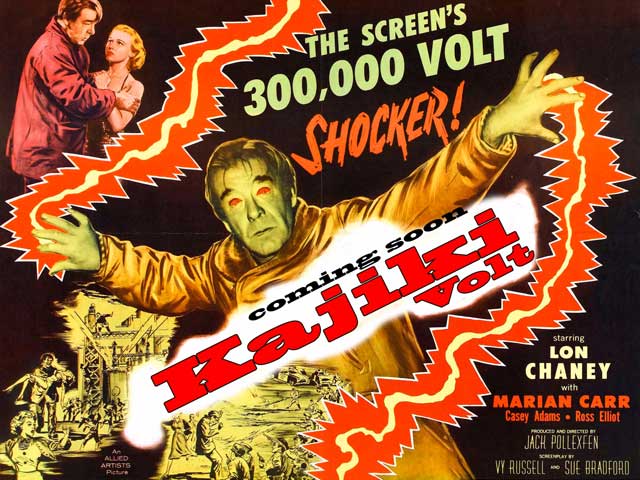 THE SCREEN'S
300,000 VOLT
SHOCKER!
coming soon
Kajiki
Volt
starring
LON
CHANEY
with
MARIAN CARR
Casey Adams • Ross Elliot
PRODUCED AND DIRECTED BY
JACK POLLEXFEN
SCREENPLAY BY
VY RUSSELL and SUE BRADFORD
An
ALLIED
ARTISTS
Picture